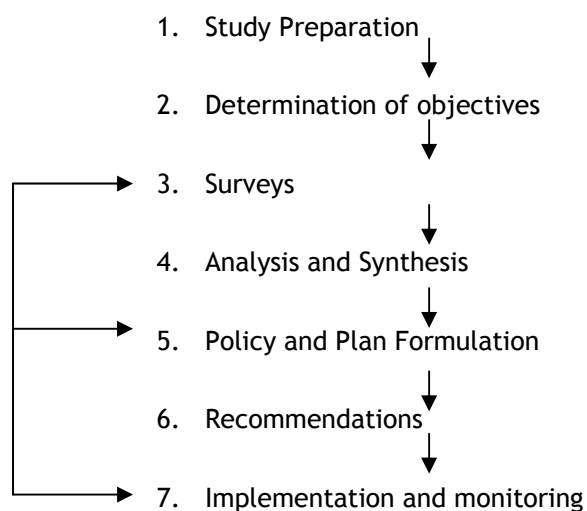 1. Study Preparation
2. Determination of objectives
3. Surveys
4. Analysis and Synthesis
5. Policy and Plan Formulation
6. Recommendations
7. Implementation and monitoring